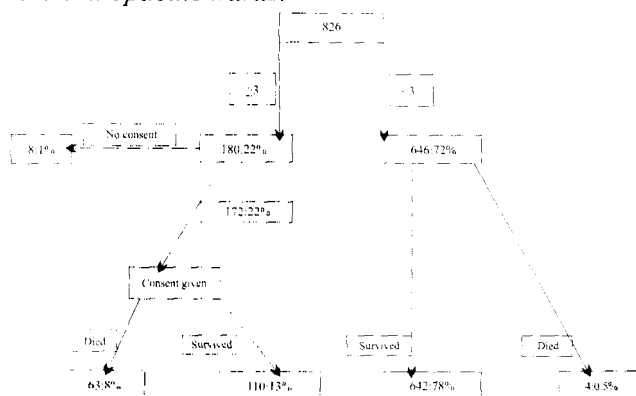 826
≥3
3
No consent
8:1%
180:22%
646:72%
172:22%
Consent given
Died
Survived
Survived
Died
63:8%
110:13%
642:78%
4:0.5%